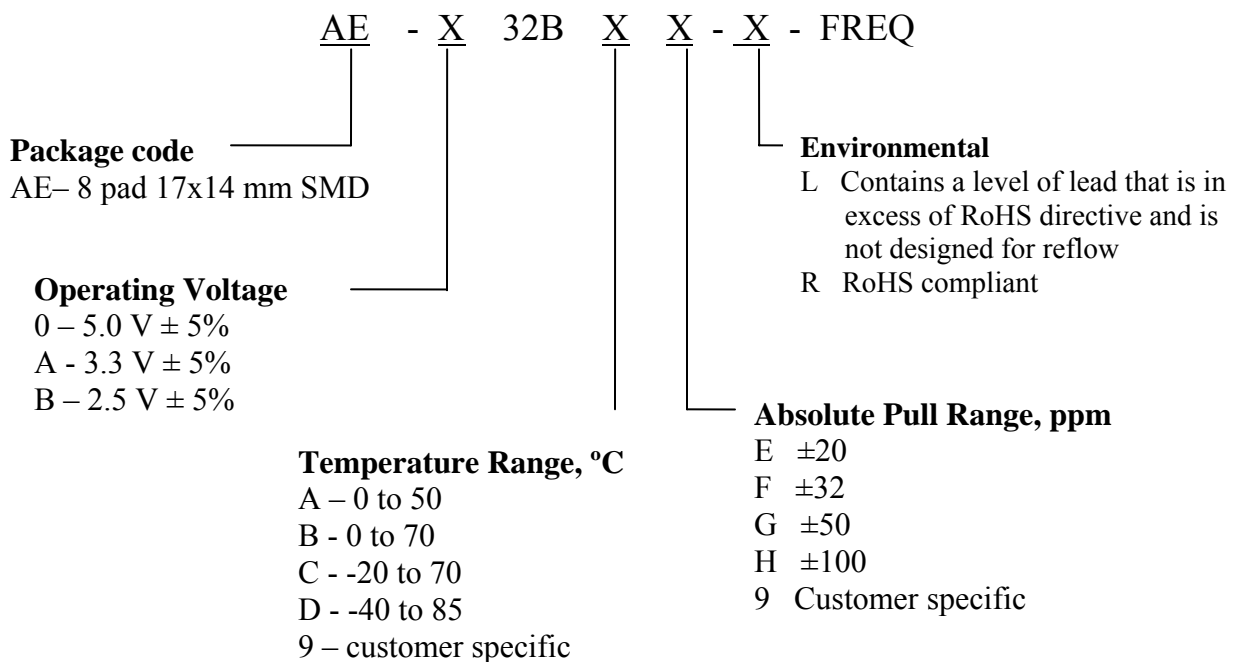 AE - X 32B X X - X - FREQ
Package code
AE– 8 pad 17x14 mm SMD
Operating Voltage
0 – 5.0 V ± 5%
A - 3.3 V ± 5%
B – 2.5 V ± 5%
Temperature Range, ºC
A – 0 to 50
B - 0 to 70
C - -20 to 70
D - -40 to 85
9 – customer specific
Absolute Pull Range, ppm
E ±20
F ±32
G ±50
H ±100
9 Customer specific
Environmental
L Contains a level of lead that is in
excess of RoHS directive and is
not designed for reflow
R RoHS compliant